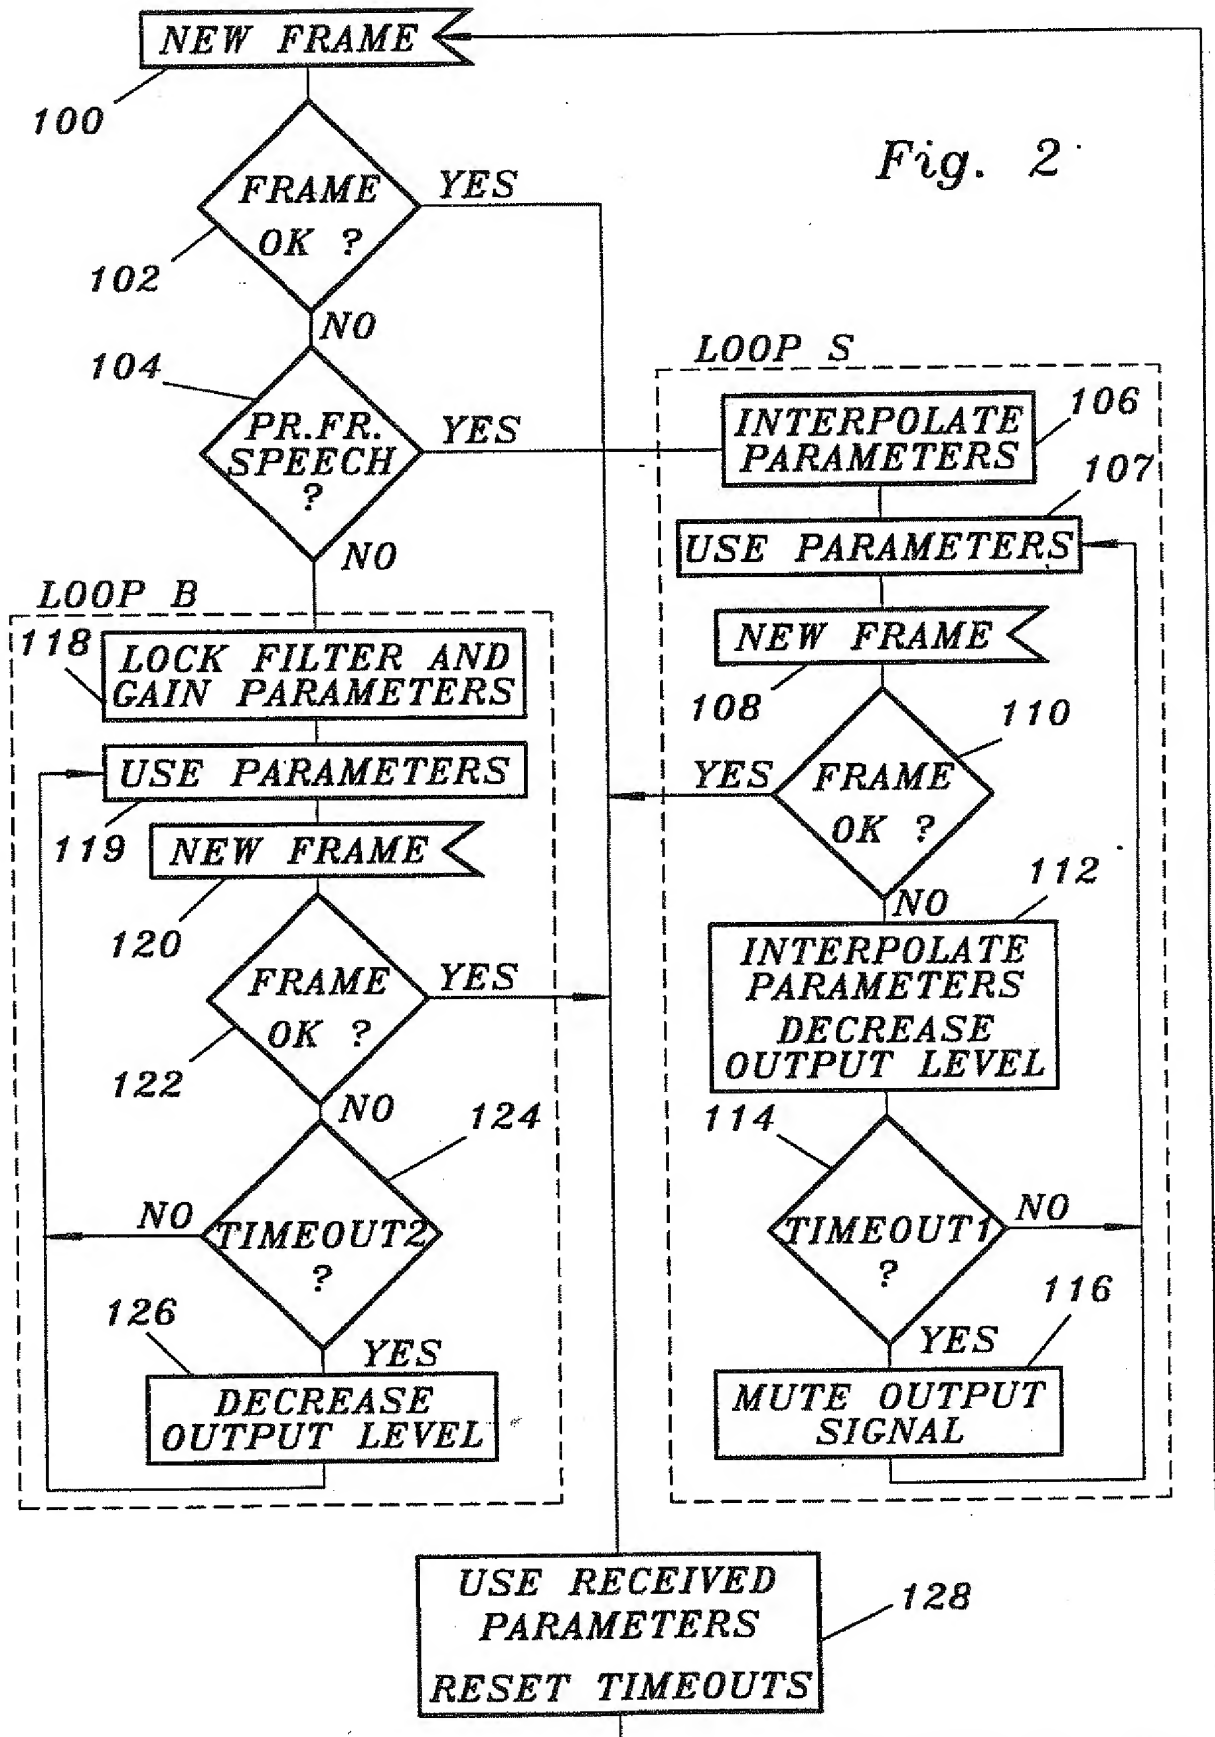 NEW FRAME
100
Fig. 2
FRAME
OK ?
YES
102
NO
104
PR.FR.
SPEECH
?
YES
NO
LOOP S
INTERPOLATE
PARAMETERS
106
107
USE PARAMETERS
NEW FRAME
108
110
FRAME
OK ?
YES
NO
112
INTERPOLATE
PARAMETERS
DECREASE
OUTPUT LEVEL
114
TIMEOUT1
?
NO
116
YES
MUTE OUTPUT
SIGNAL
LOOP B
118
LOCK FILTER AND
GAIN PARAMETERS
USE PARAMETERS
119
NEW FRAME
120
FRAME
OK ?
YES
122
NO
124
TIMEOUT2
?
NO
126
YES
DECREASE
OUTPUT LEVEL
USE RECEIVED
PARAMETERS
RESET TIMEOUTS
128